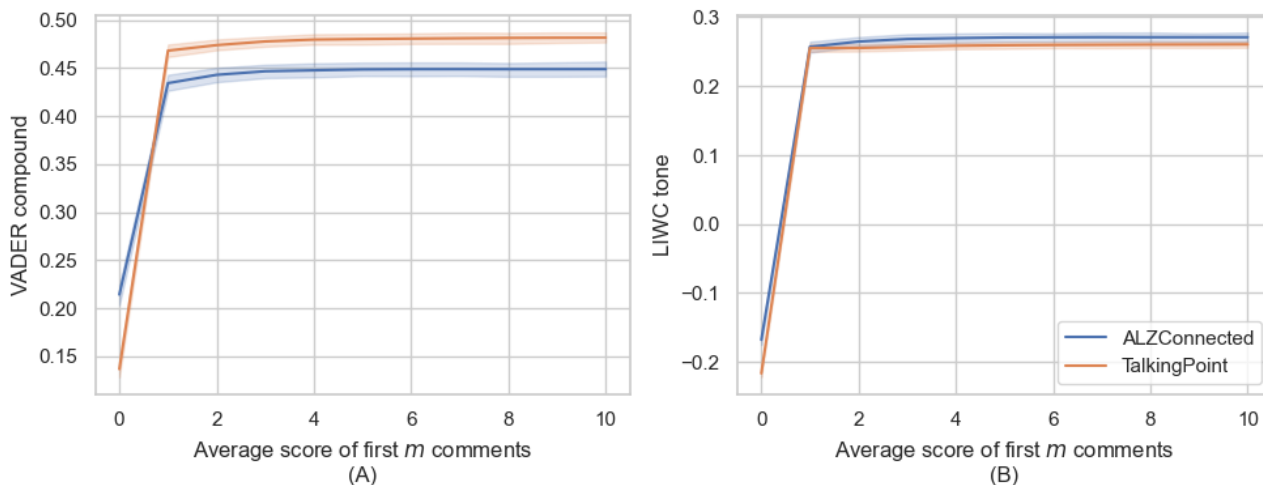 0.50
0.45
0.40
0.35
0.30
0.25
0.20
0.15
VADER compound
0 2 4 6 8 10
Average score of first m comments
(A)
0.3
0.2
0.1
0.0
−0.1
−0.2
LIWC tone
ALZConnected
TalkingPoint
0 2 4 6 8 10
Average score of first m comments
(B)